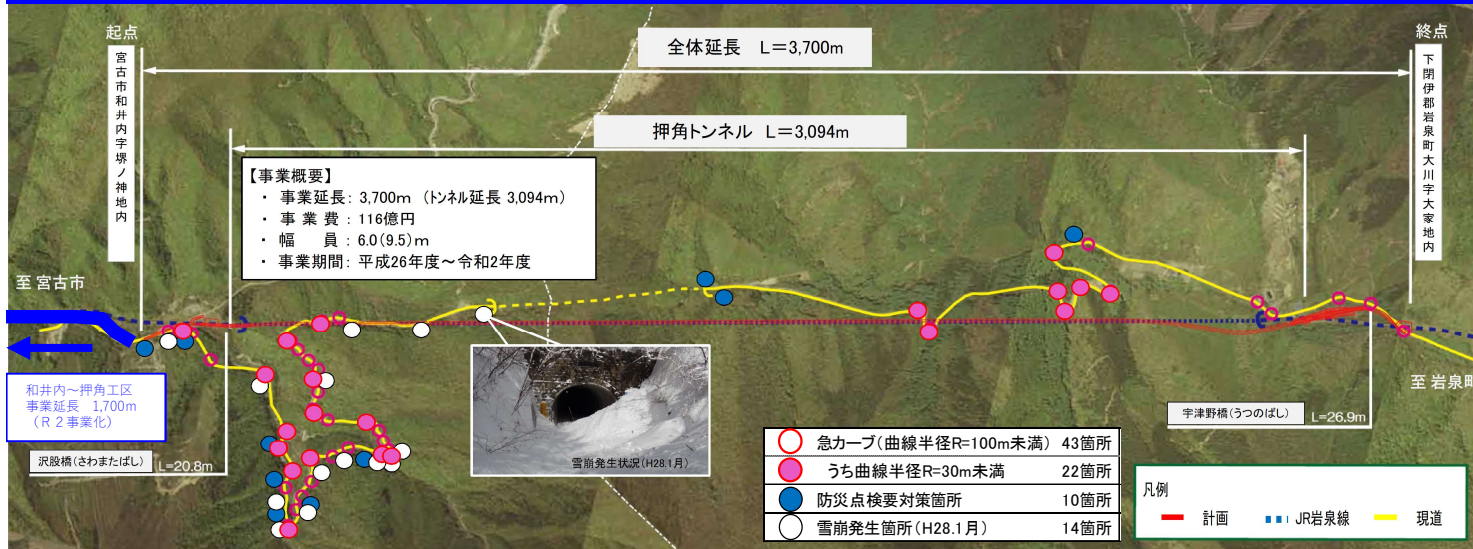 起点
宮古市和井内字堺ノ神地内
全体延長 L=3,700m
終点
下閉伊郡岩泉町大川字大家地内
押角トンネル L=3,094m
【事業概要】
・ 事業延長: 3,700m (トンネル延長 3,094m)
・ 事 業 費 : 116億円
・ 幅 員 : 6.0(9.5)m
・ 事業期間: 平成26年度~令和2年度
至 宮古市
至 岩泉町
和井内~押角工区
事業延長 1,700m
(R2事業化)
沢股橋(さわまたばし)
L=20.8m
雪崩発生状況(H28.1月)
宇津野橋(うつのばし)
L=26.9m
急カーブ(曲線半径R=100m未満) 43箇所
うち曲線半径R=30m未満 22箇所
防災点検要対策箇所 10箇所
雪崩発生箇所(H28.1月) 14箇所
凡例
計画 JR岩泉線 現道